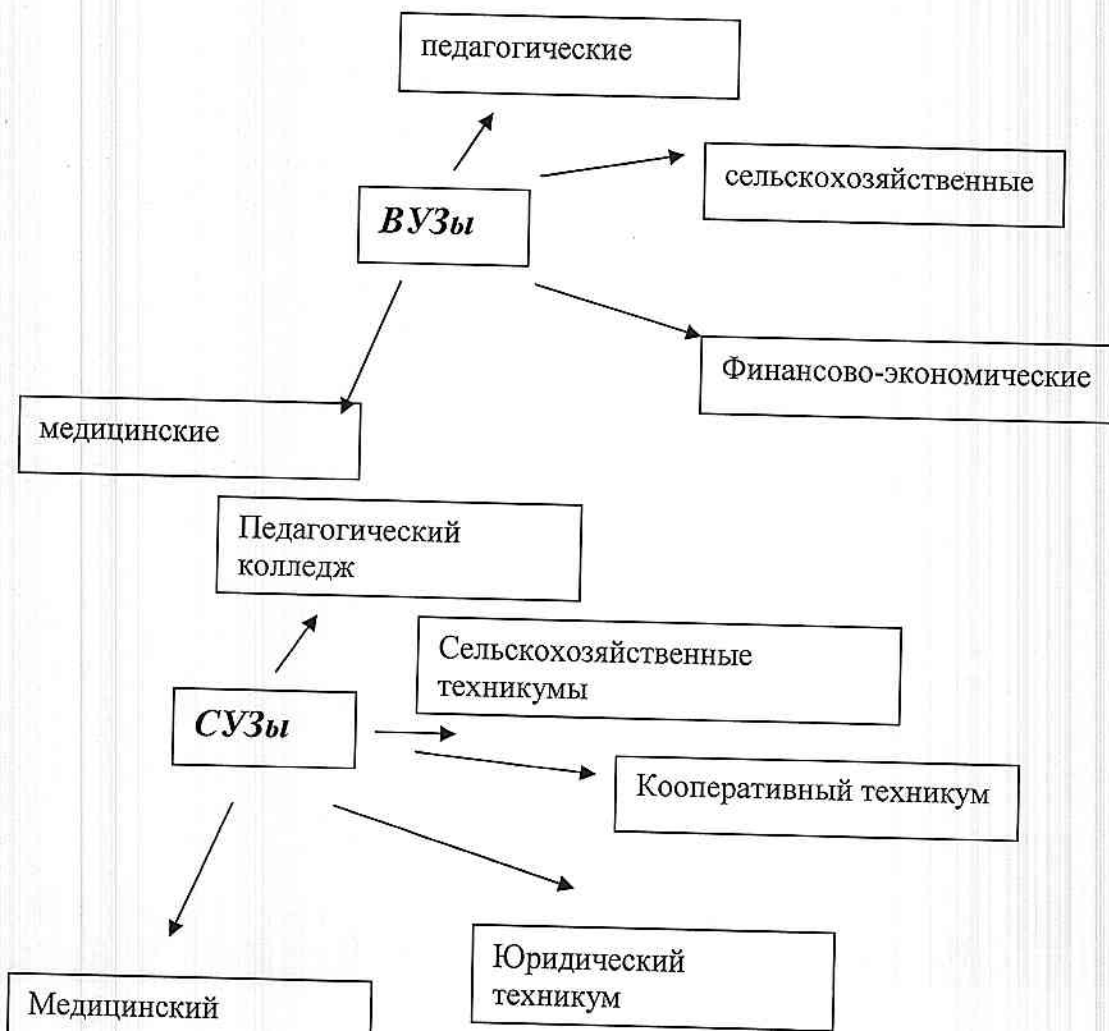 педагогические
сельскохозяйственные
ВУЗы
Финансово-экономические
медицинские
Педагогический
колледж
Сельскохозяйственные
техникумы
СУЗы
Кооперативный техникум
Юридический
техникум
Медицинский